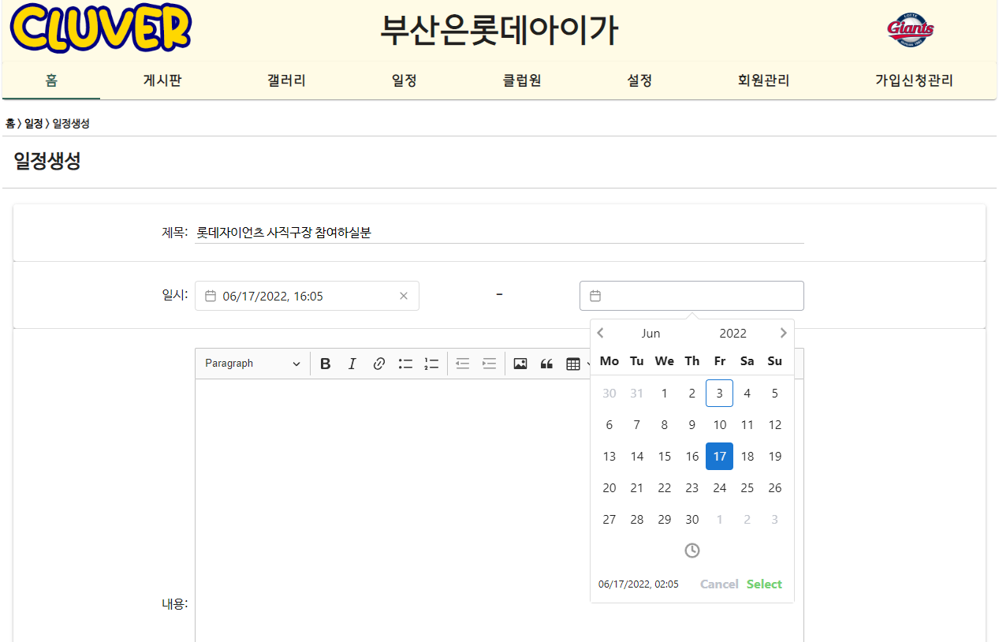 CLUVER
부산은롯데아이가
LOTTE
Giants
홈 게시판 갤러리 일정 클럽원 설정 회원관리 가입신청관리
홈 〉 일정 〉 일정생성
일정생성
제목: 롯데자이언츠 사직구장 참여하실분
일시: 06/17/2022, 16:05 -
Jun 2022
Mo Tu We Th Fr Sa Su
30 31 1 2 3 4 5
6 7 8 9 10 11 12
13 14 15 16 17 18 19
20 21 22 23 24 25 26
27 28 29 30 1 2 3
06/17/2022, 02:05 Cancel Select
Paragraph B I
내용: